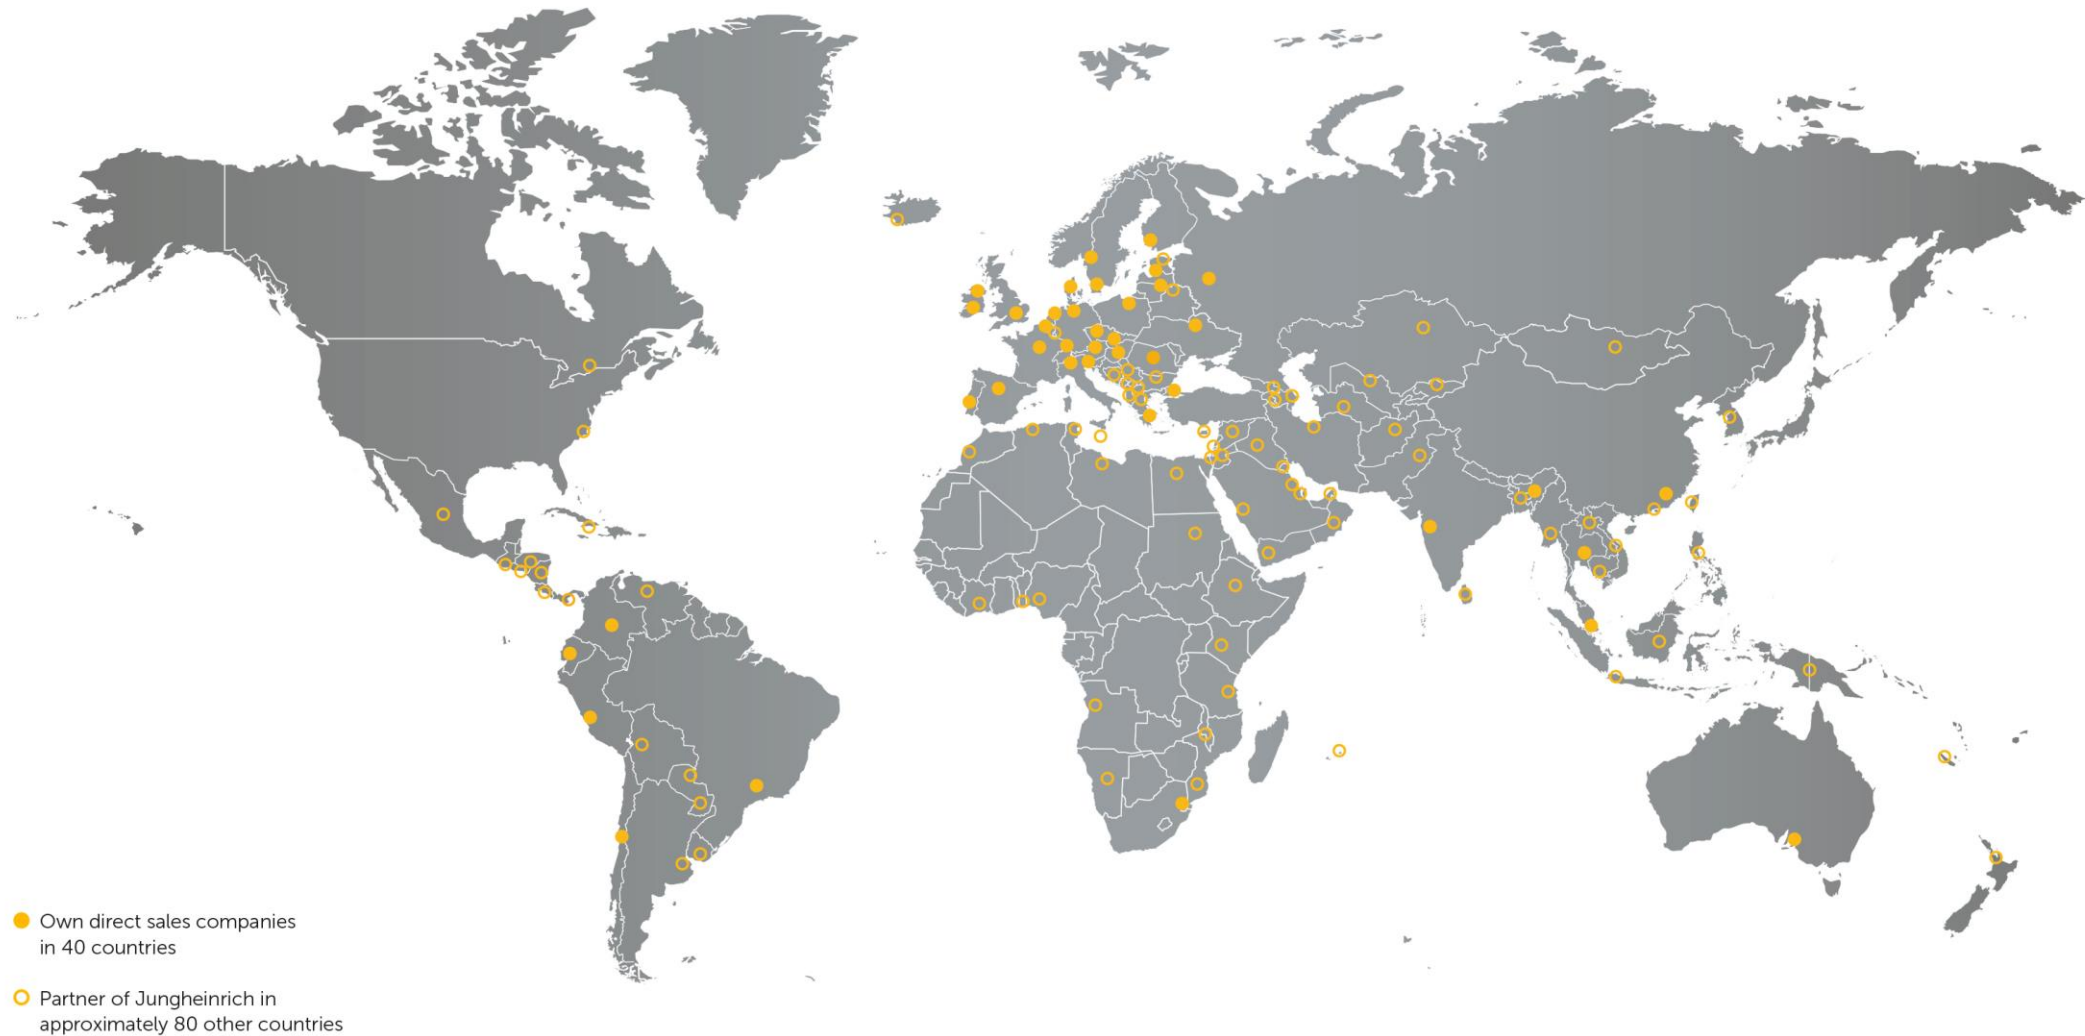 Own direct sales companies
in 40 countries
Partner of Jungheinrich in
approximately 80 other countries